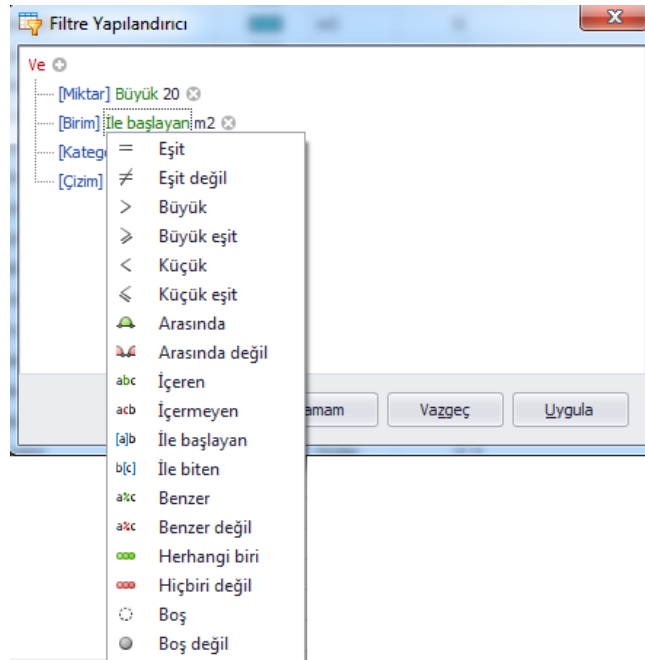 Filtre Yapılandırıcı
Ve
[Miktar] Büyük 20
[Birim] İle başlayan m2
[Kateg
[Çizim]
= Eşit
≠ Eşit değil
> Büyük
⩾ Büyük eşit
< Küçük
⩽ Küçük eşit
Arasında
Arasında değil
abc İçeren
acb İçermeyen
[a]b İle başlayan
b[c] İle biten
a%c Benzer
a%c Benzer değil
Herhangi biri
Hiçbiri değil
Boş
Boş değil
amam Vazgeç Uygula